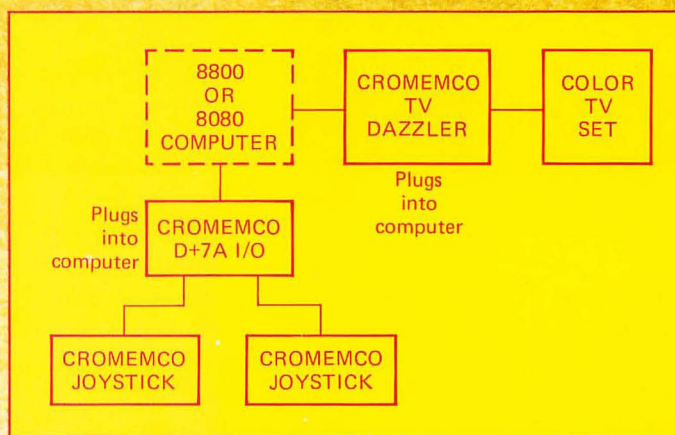 8800
OR
8080
COMPUTER
CROMEMCO
TV
DAZZLER
COLOR
TV
SET
Plugs
into
computer
Plugs
into
computer
CROMEMCO
D+7A I/O
CROMEMCO
JOYSTICK
CROMEMCO
JOYSTICK